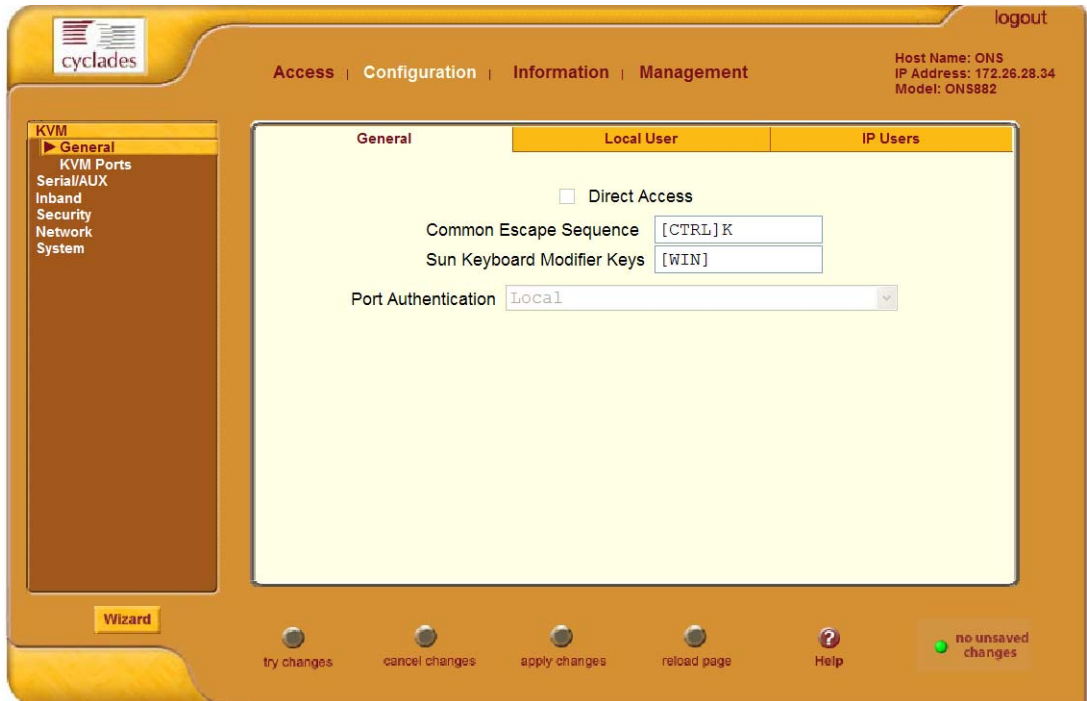 logout
cyclades
Access | Configuration | Information | Management
Host Name: ONS
IP Address: 172.26.28.34
Model: ONS882
KVM
General
KVM Ports
Serial/AUX
Inband
Security
Network
System
General
Local User
IP Users
Direct Access
Common Escape Sequence [CTRL]K
Sun Keyboard Modifier Keys [WIN]
Port Authentication Local
Wizard
try changes
cancel changes
apply changes
reload page
?
Help
no unsaved
changes